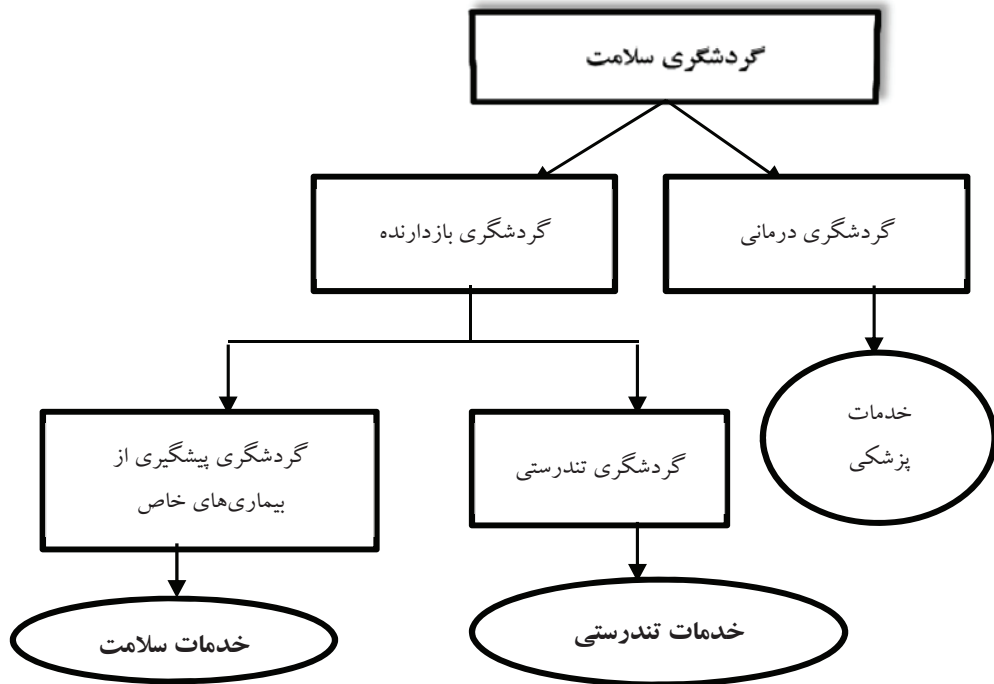 گردشگری سلامت
گردشگری درمانی
گردشگری بازدارنده
خدمات
پزشکی
گردشگری تندرستی
گردشگری پیشگیری از
بیماری‌های خاص
خدمات تندرستی
خدمات سلامت